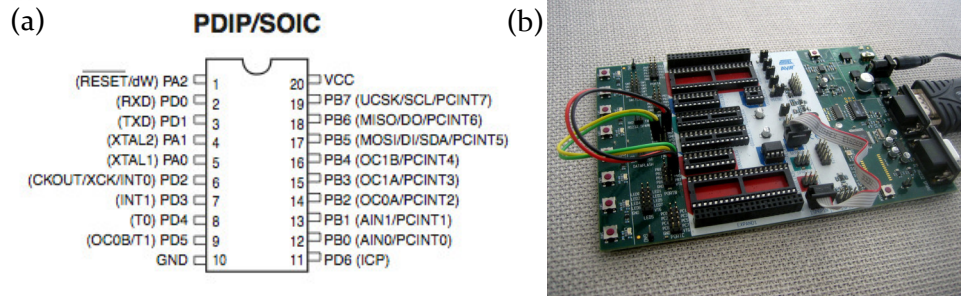 (a)
PDIP/SOIC
(RESET/dW) PA2 1 20 VCC
(RXD) PD0 2 19 PB7 (UCSK/SCL/PCINT7)
(TXD) PD1 3 18 PB6 (MISO/DO/PCINT6)
(XTAL2) PA1 4 17 PB5 (MOSI/DI/SDA/PCINT5)
(XTAL1) PA0 5 16 PB4 (OC1B/PCINT4)
(CKOUT/XCK/INT0) PD2 6 15 PB3 (OC1A/PCINT3)
(INT1) PD3 7 14 PB2 (OC0A/PCINT2)
(T0) PD4 8 13 PB1 (AIN1/PCINT1)
(OC0B/T1) PD5 9 12 PB0 (AIN0/PCINT0)
GND 10 11 PD6 (ICP)
(b)